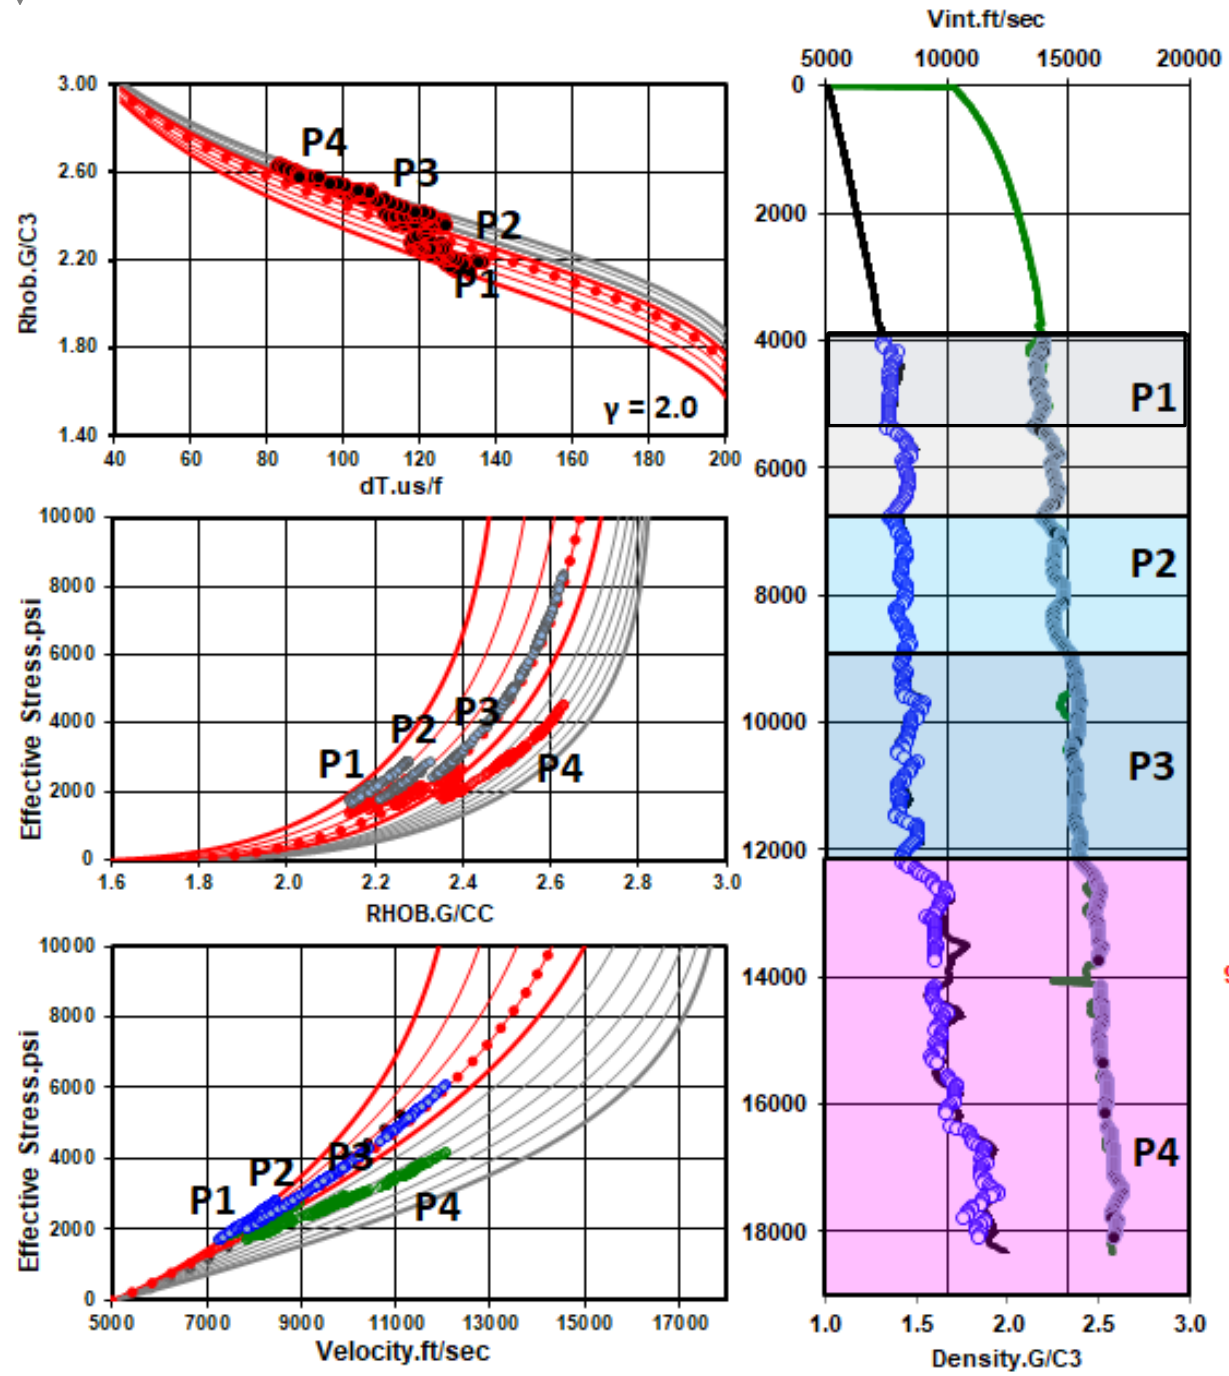 3.00
2.60
2.20
1.80
1.40
Rhob.G/C3
P4
P3
P2
P1
γ = 2.0
40 60 80 100 120 140 160 180 200
dT.us/f
10000
8000
6000
4000
2000
0
Effective Stress.psi
P1
P2
P3
P4
1.6 1.8 2.0 2.2 2.4 2.6 2.8 3.0
RHOB.G/CC
10000
8000
6000
4000
2000
0
Effective Stress.psi
P1
P2
P3
P4
5000 7000 9000 11000 13000 15000 17000
Velocity.ft/sec
Vint.ft/sec
5000 10000 15000 20000
0
2000
4000
6000
8000
10000
12000
14000
16000
18000
P1
P2
P3
P4
1.0 1.5 2.0 2.5 3.0
Density.G/C3